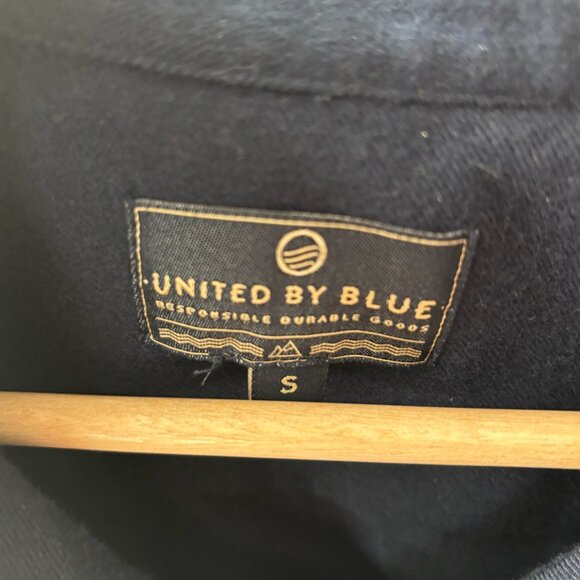 ·UNITED BY BLUE·
RESPONSIBLE DURABLE GOODS
S